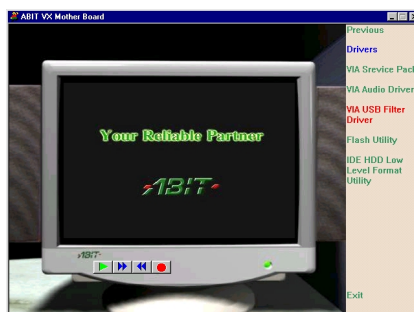 ABIT VX Mother Board
Previous
Drivers
VIA Srevice Pack
VIA Audio Driver
VIA USB Filter
Driver
Flash Utility
IDE HDD Low
Level Format
Utility
Your Reliable Partner
ABIT
ABIT
Exit